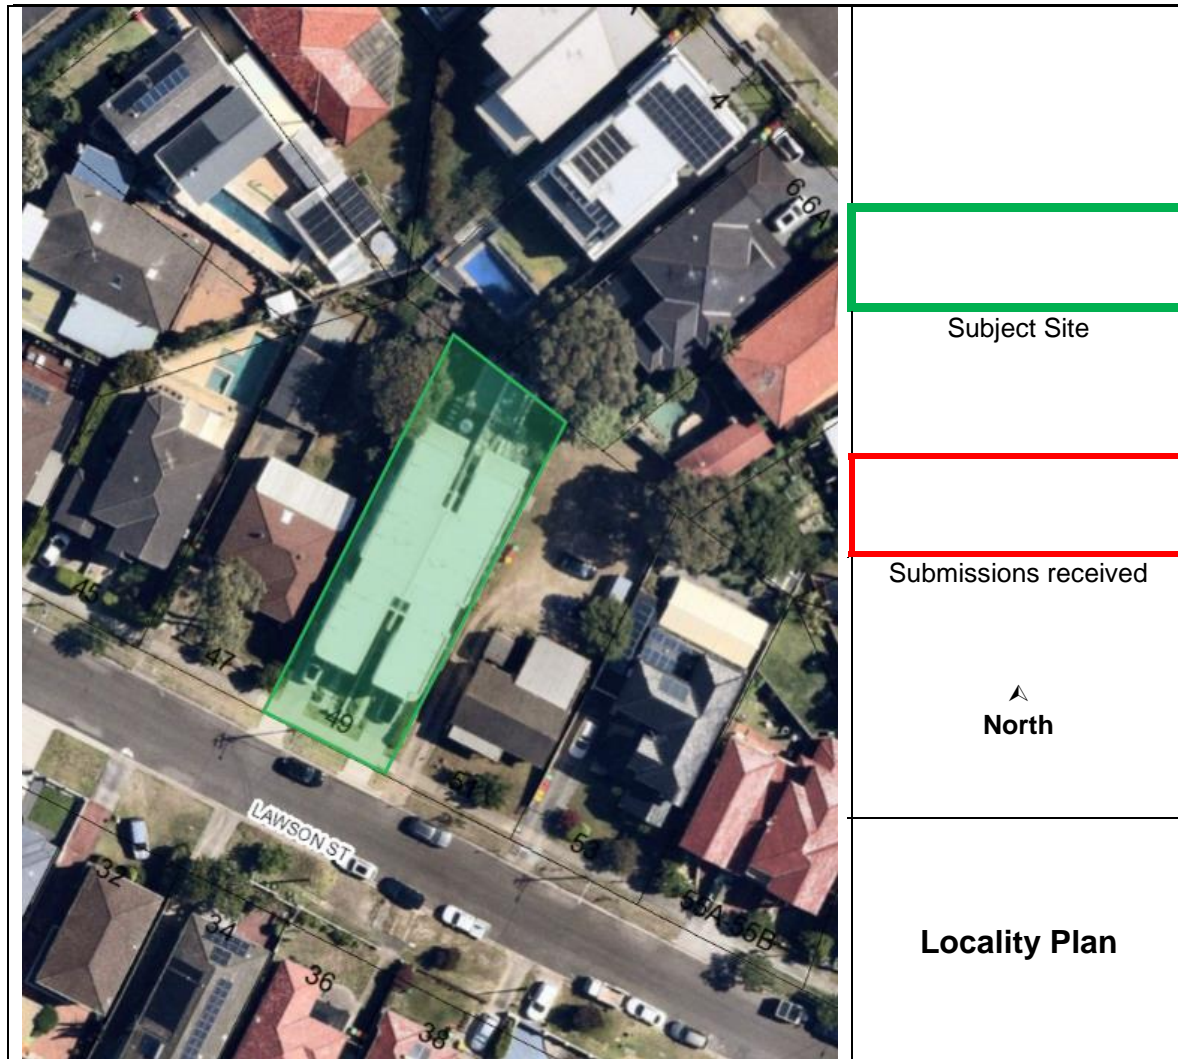 4
6-6A
45
47
49
51
53
55A-55B
LAWSON ST
32
34
36
38
Subject Site
Submissions received
North
Locality Plan